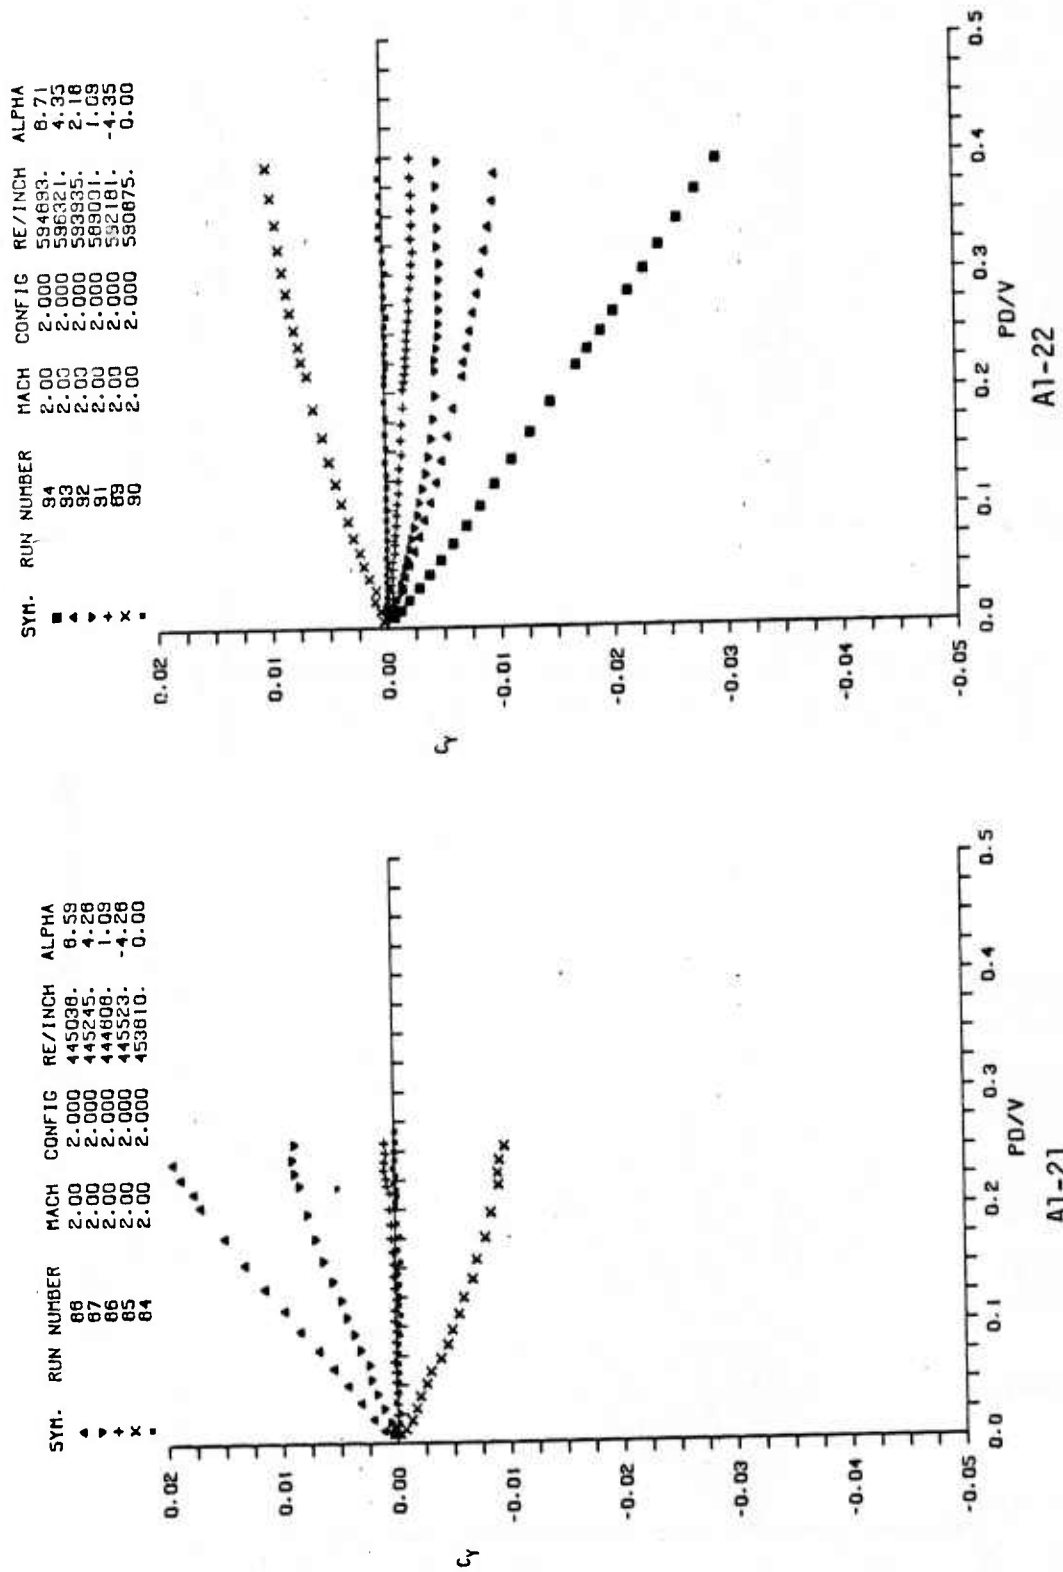 SYM. RUN NUMBER MACH CONFIG RE/INCH ALPHA
88 2.00 2.000 445038. 8.59
87 2.00 2.000 445245. 4.28
86 2.00 2.000 444808. 1.09
85 2.00 2.000 445523. -4.28
84 2.00 2.000 453810. 0.00
0.02
0.01
0.00
-0.01
-0.02
-0.03
-0.04
-0.05
CY
0.0 0.1 0.2 0.3 0.4 0.5
PD/V
A1-21
SYM. RUN NUMBER MACH CONFIG RE/INCH ALPHA
94 2.00 2.000 594893. 8.71
93 2.00 2.000 596321. 4.35
92 2.00 2.000 593935. 2.18
91 2.00 2.000 589001. 1.09
89 2.00 2.000 592181. -4.35
90 2.00 2.000 590875. 0.00
0.02
0.01
0.00
-0.01
-0.02
-0.03
-0.04
-0.05
CY
0.0 0.1 0.2 0.3 0.4 0.5
PD/V
A1-22